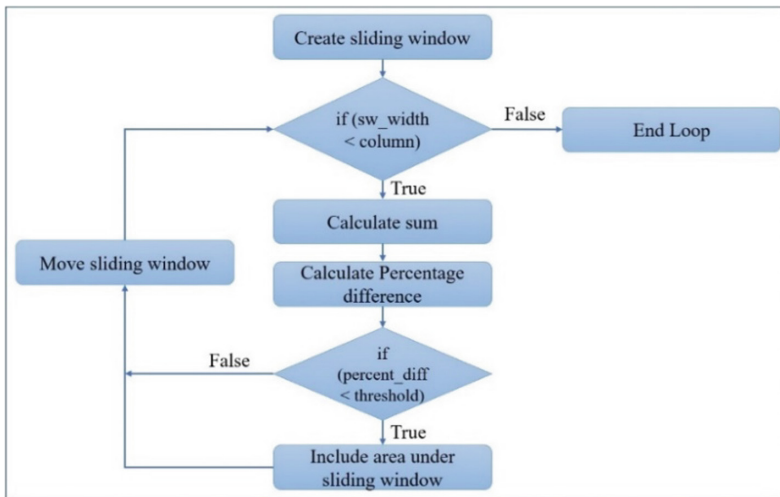 Create sliding window
if (sw_width
< column)
False
End Loop
True
Calculate sum
Move sliding window
Calculate Percentage
difference
False
if
(percent_diff
< threshold)
True
Include area under
sliding window